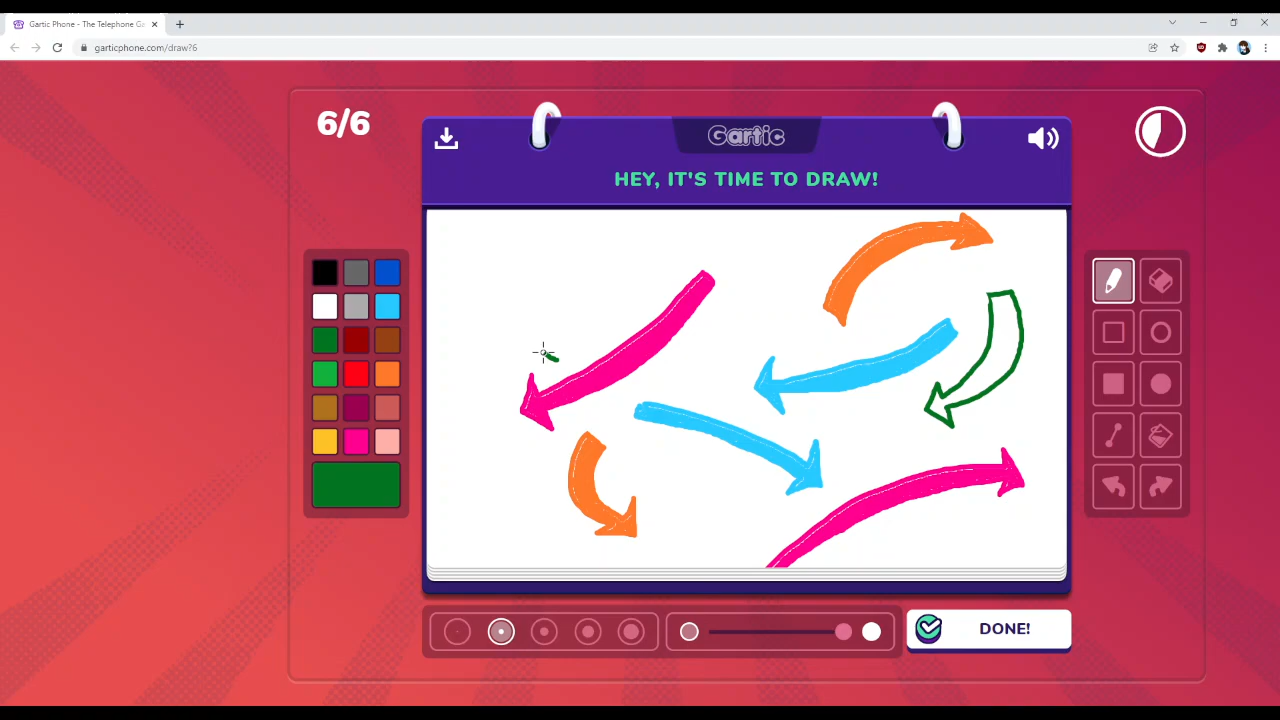 Gartic Phone - The Telephone Ga
garticphone.com/draw?6
6/6
Gartic
HEY, IT'S TIME TO DRAW!
DONE!